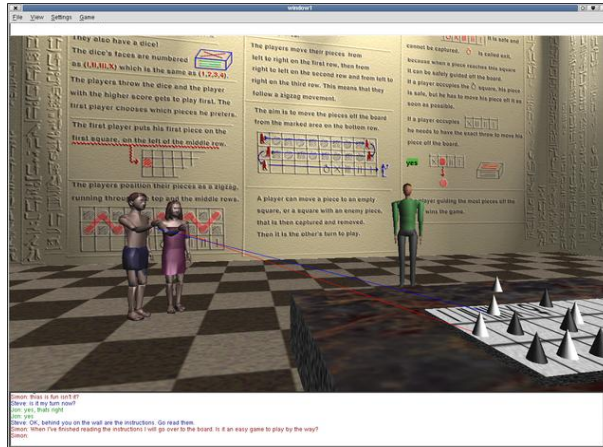 window1
File View Settings Game
They also have a dice!
The dice's faces are numbered
as (I,II,III,X) which is the same as (1,2,3,4).
The players throw the dice and the player
with the higher score gets to play first. The
first player chooses which pieces he prefers.
The first player puts his first piece on the
first square, on the left of the middle row.
The players position their pieces as a zigzag,
running through top and the middle rows.
The players move their pieces from
left to right on the first row, then from
right to left on the second row and from left to
right on the third row. This means that they
follow a zigzag movement.
The aim is to move the pieces off the board
from the marked area on the bottom row.
A player can move a piece to an empty
square, or a square with an enemy piece,
that is then captured and removed.
Then it is the other's turn to play.
It is safe and
cannot be captured. is called exit,
because when a piece reaches this square
it can be safely guided off the board.
If a player occupies the square, his piece
is safe, but he has to move his piece off it as
soon as possible.
If a player occupies
he needs to have the exact throw to move his
piece off the board.
yes
player guiding the most pieces off the
wins the game.
Simon: thias is fun isn't it?
Steve: is it my turn now?
Jon: yes, thats right
Jon: yes
Steve: OK, behind you on the wall are the instructions. Go read them.
Simon: When I've finished reading the instructions I will go over to the board. Is it an easy game to play by the way?
Simon: